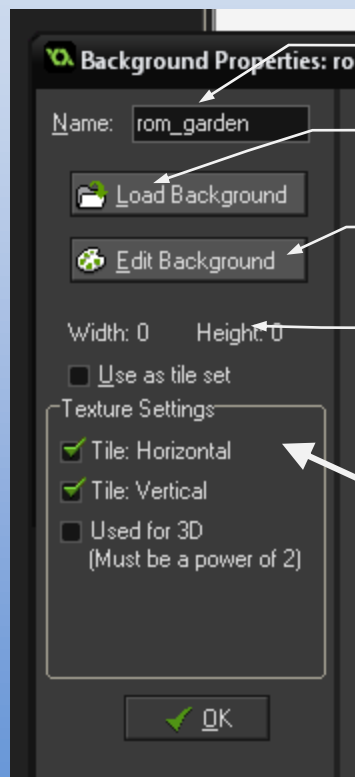 Background Properties: ro
Name: rom_garden
Load Background
Edit Background
Width: 0 Height: 0
Use as tile set
Texture Settings
Tile: Horizontal
Tile: Vertical
Used for 3D
(Must be a power of 2)
OK